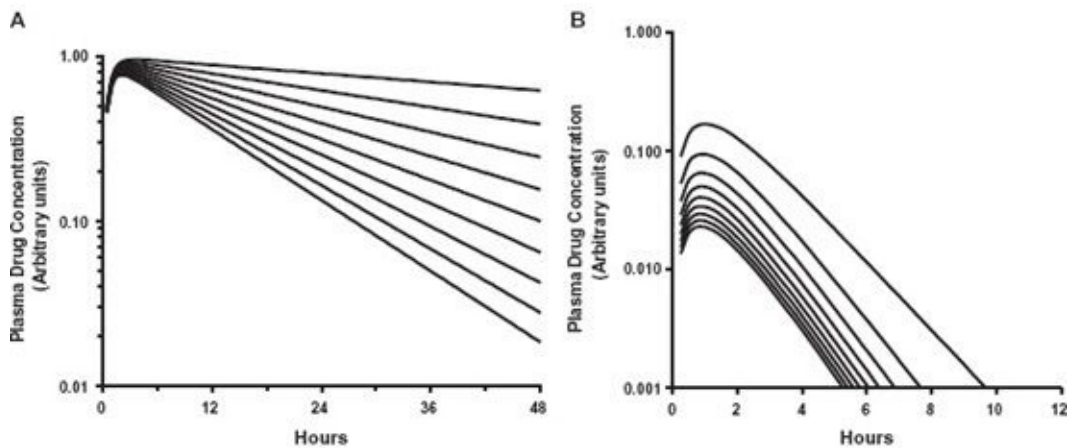 A
Plasma Drug Concentration
(Arbitrary units)
1.00
0.10
0.01
0
12
24
36
48
Hours
B
Plasma Drug Concentration
(Arbitrary units)
1.000
0.100
0.010
0.001
0
2
4
6
8
10
12
Hours